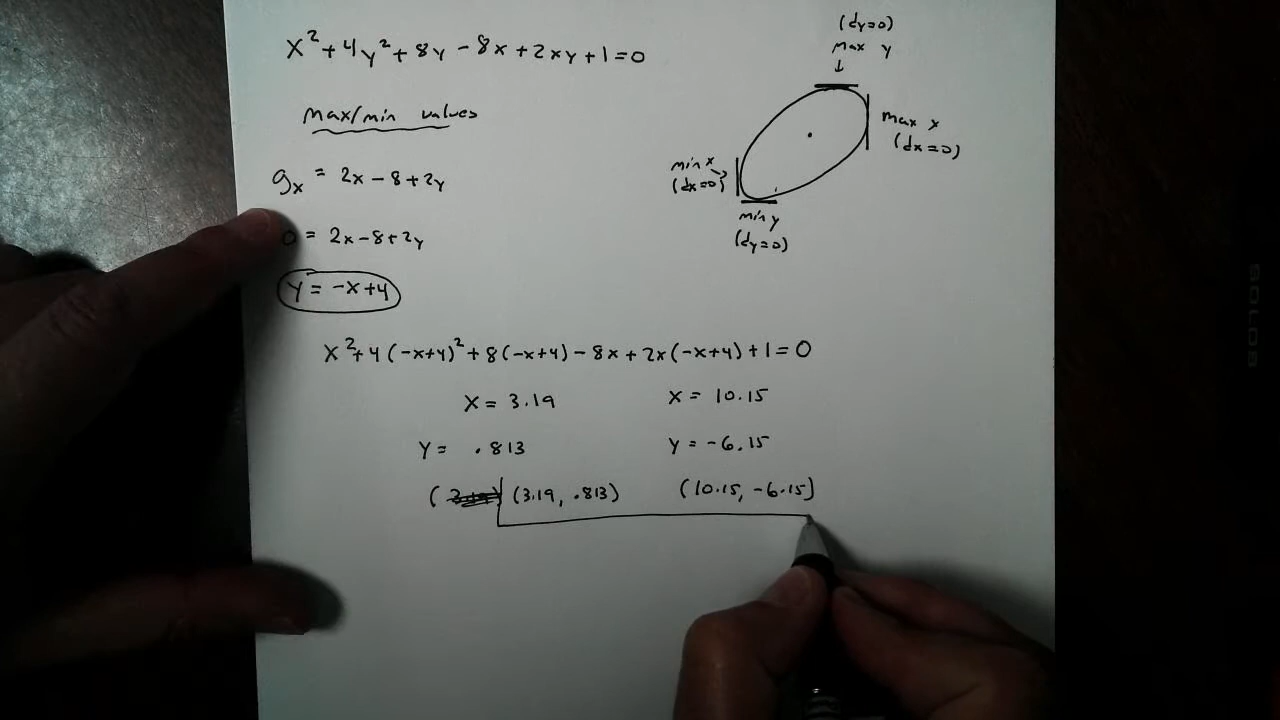 x² + 4y² + 8y - 8x + 2xy + 1 = 0
max/min values
gₓ = 2x - 8 + 2y
0 = 2x - 8 + 2y
y = -x+4
x² + 4(-x+4)² + 8(-x+4) - 8x + 2x(-x+4) + 1 = 0
x = 3.19 x = 10.15
y = .813 y = -6.15
( (3.19, .813) (10.15, -6.15)
(dy=0)
max y
↓
max x
(dx=0)
min x
(dx=0)
min y
(dy=0)